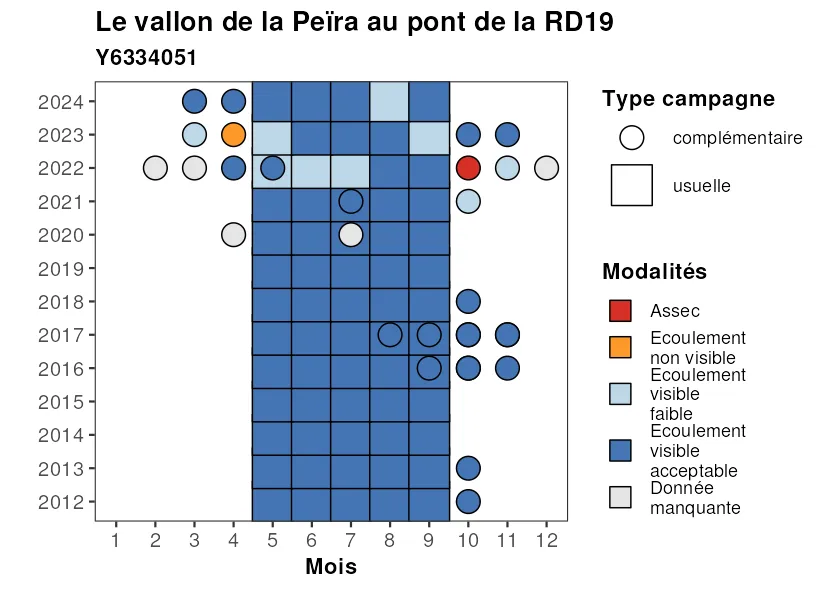 Le vallon de la Peïra au pont de la RD19
Y6334051
2024
2023
2022
2021
2020
2019
2018
2017
2016
2015
2014
2013
2012
1 2 3 4 5 6 7 8 9 10 11 12
Mois
Type campagne
complémentaire
usuelle
Modalités
Assec
Ecoulement
non visible
Ecoulement
visible
faible
Ecoulement
visible
acceptable
Donnée
manquante